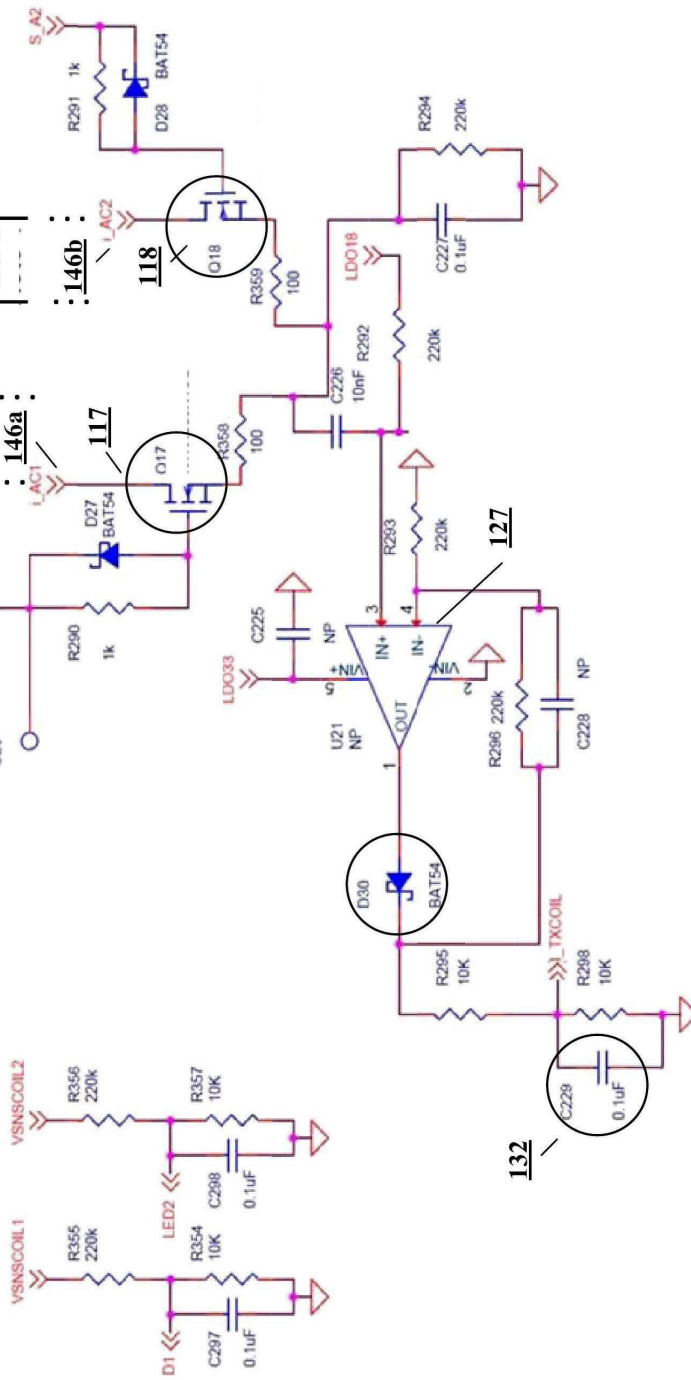 S_A2
R291 1k
BAT54
D28
146b
i_AC2
118
Q18
R359
100
R294
220k
C227
0.1uF
LDO18
R292
220k
146a
i_AC1
117
D27
BAT54
Q17
R290
1k
R358
100
C226
10nF
R293
220k
127
C225
NP
LDO33
U21
NP
5
VIN+
3
IN+
4
IN-
VIN-
2
OUT
1
R296 220k
NP
C228
D30
BAT54
R295
10K
I_TXCOIL
R298
10K
C229
0.1uF
132
VSNSCOIL2
R356
220k
R357
10K
LED2
C298
0.1uF
VSNSCOIL1
R355
220k
R354
10K
D1
C297
0.1uF